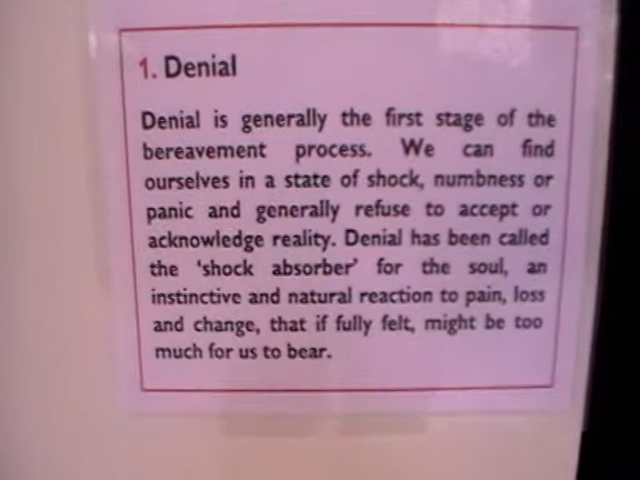 1. Denial
Denial is generally the first stage of the
bereavement process. We can find
ourselves in a state of shock, numbness or
panic and generally refuse to accept or
acknowledge reality. Denial has been called
the 'shock absorber' for the soul, an
instinctive and natural reaction to pain, loss
and change, that if fully felt, might be too
much for us to bear.